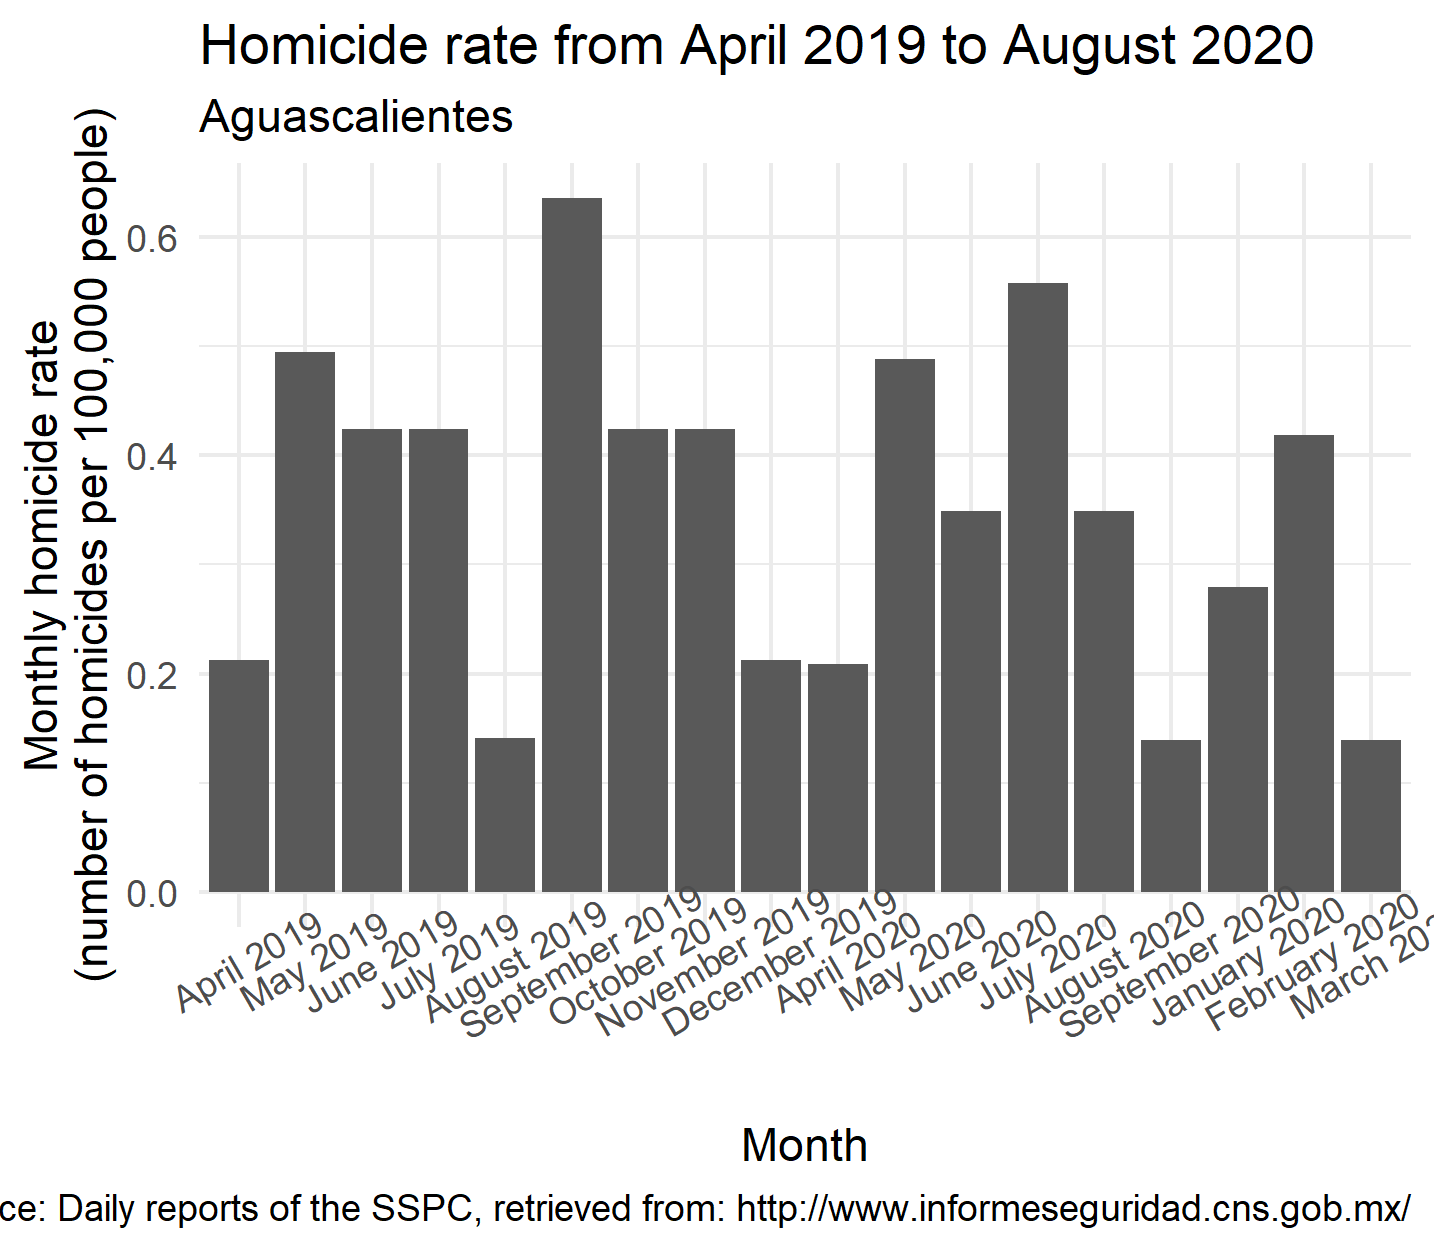 Homicide rate from April 2019 to August 2020
Aguascalientes
Monthly homicide rate
(number of homicides per 100,000 people)
0.6
0.4
0.2
0.0
April 2019
May 2019
June 2019
July 2019
August 2019
September 2019
October 2019
November 2019
December 2019
April 2020
May 2020
June 2020
July 2020
August 2020
September 2020
January 2020
February 2020
March 202
Month
ce: Daily reports of the SSPC, retrieved from: http://www.informeseguridad.cns.gob.mx/